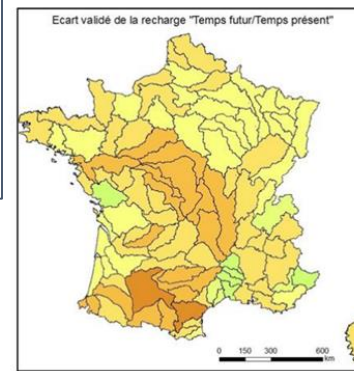 Ecart validé de la recharge "Temps futur/Temps présent"
0 150 300 600
km